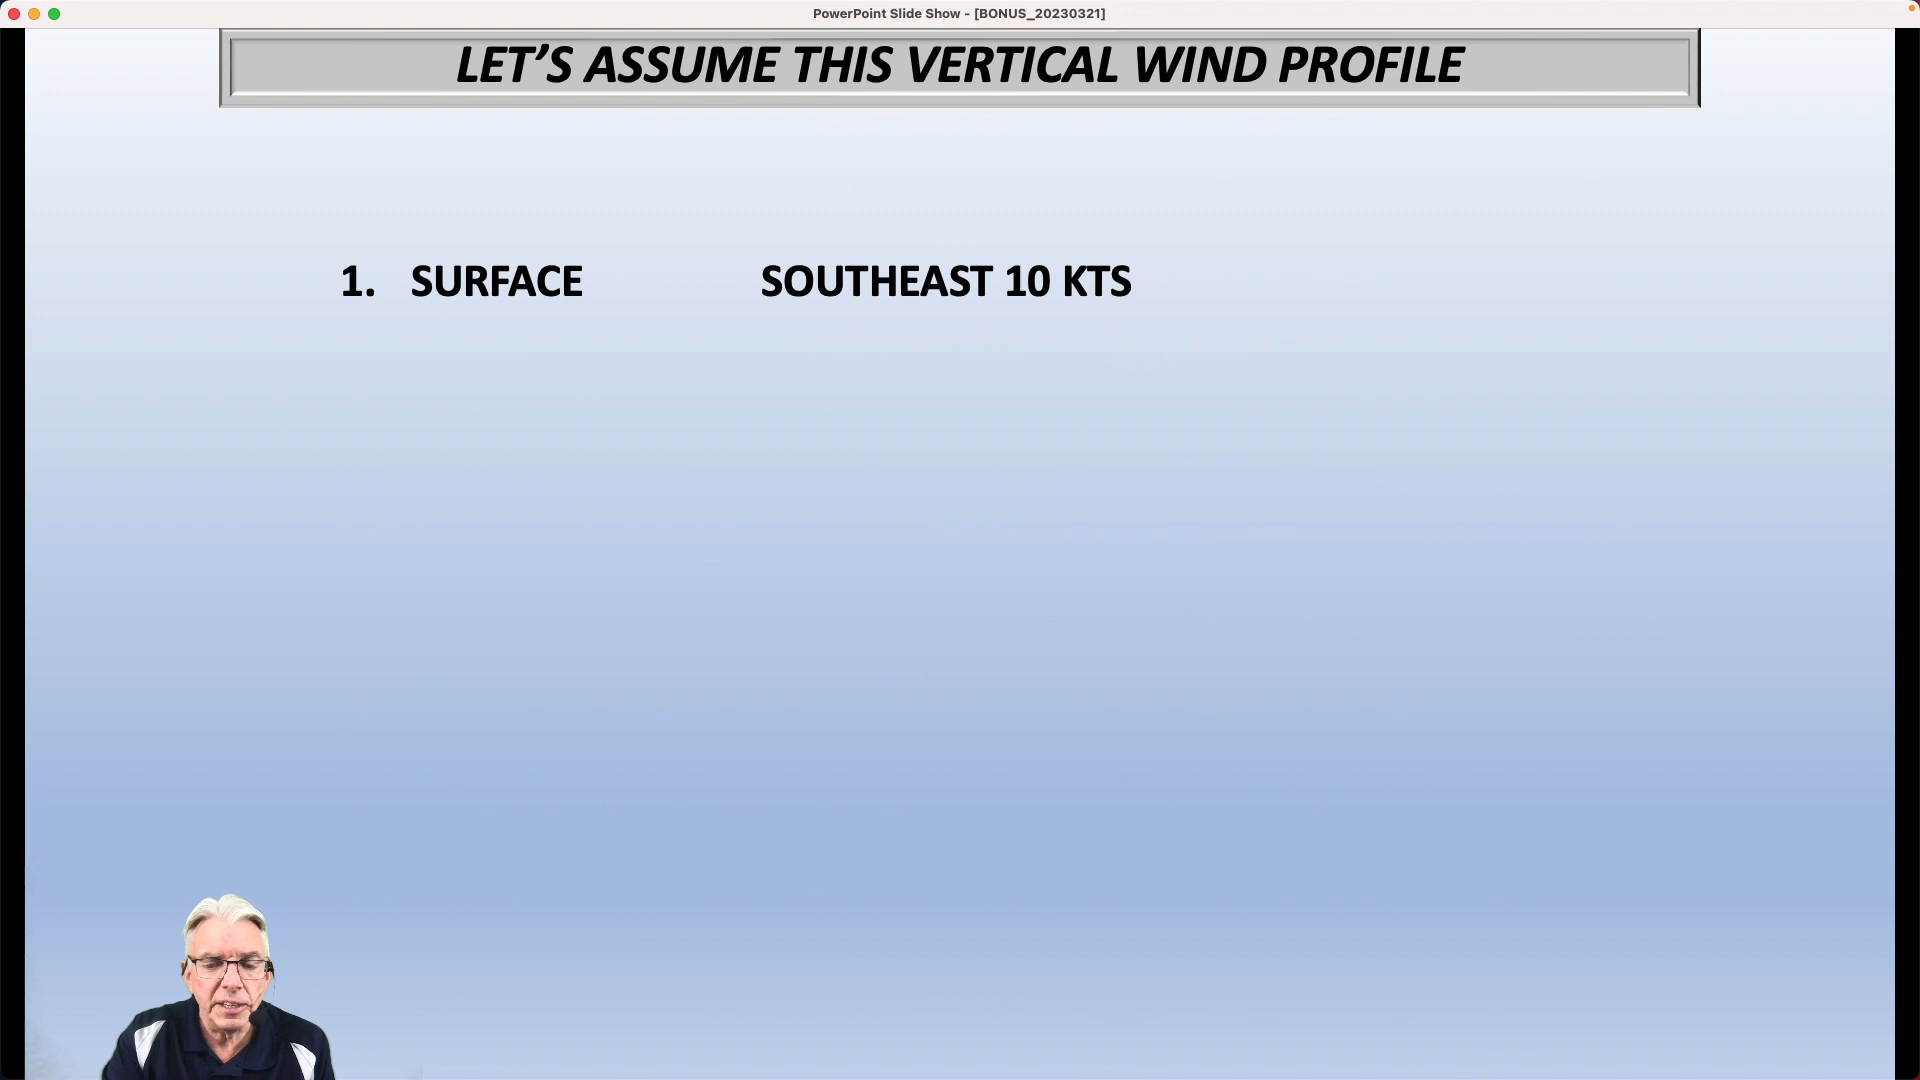 PowerPoint Slide Show - [BONUS_20230321]
LET’S ASSUME THIS VERTICAL WIND PROFILE
1. SURFACE SOUTHEAST 10 KTS